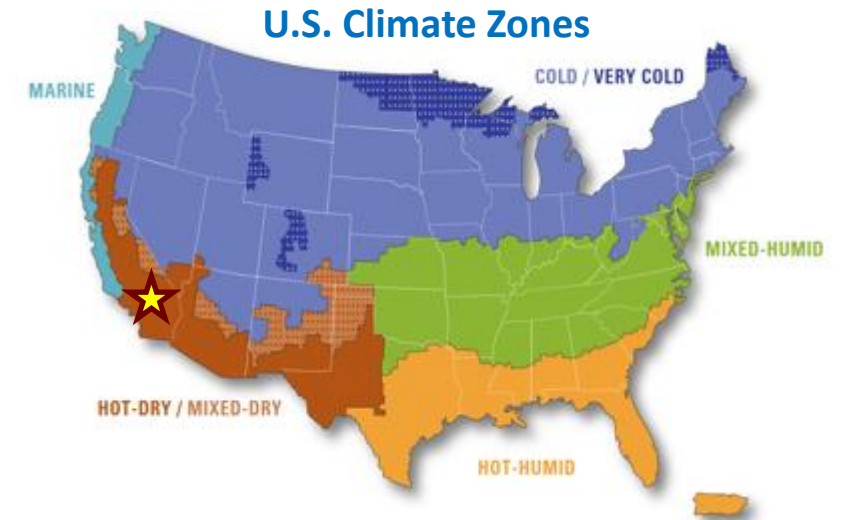 U.S. Climate Zones
COLD / VERY COLD
MARINE
MIXED-HUMID
HOT-DRY / MIXED-DRY
HOT-HUMID